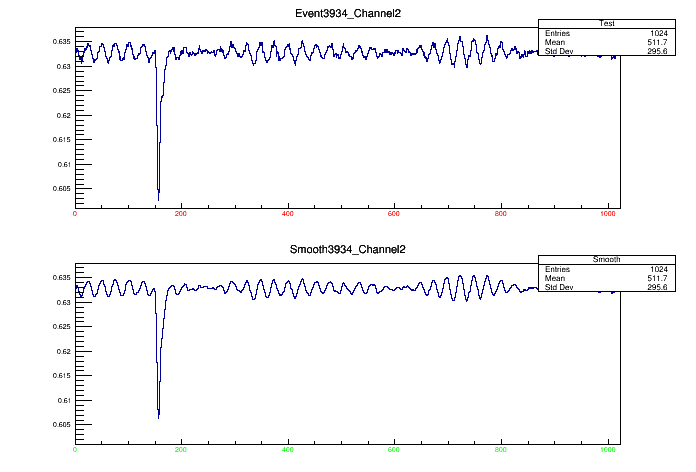 Event3934_Channel2
Test
Entries 1024
Mean 511.7
Std Dev 295.6
0.635
0.63
0.625
0.62
0.615
0.61
0.605
0 200 400 600 800 1000
Smooth3934_Channel2
Smooth
Entries 1024
Mean 511.7
Std Dev 295.6
0.635
0.63
0.625
0.62
0.615
0.61
0.605
0 200 400 600 800 1000